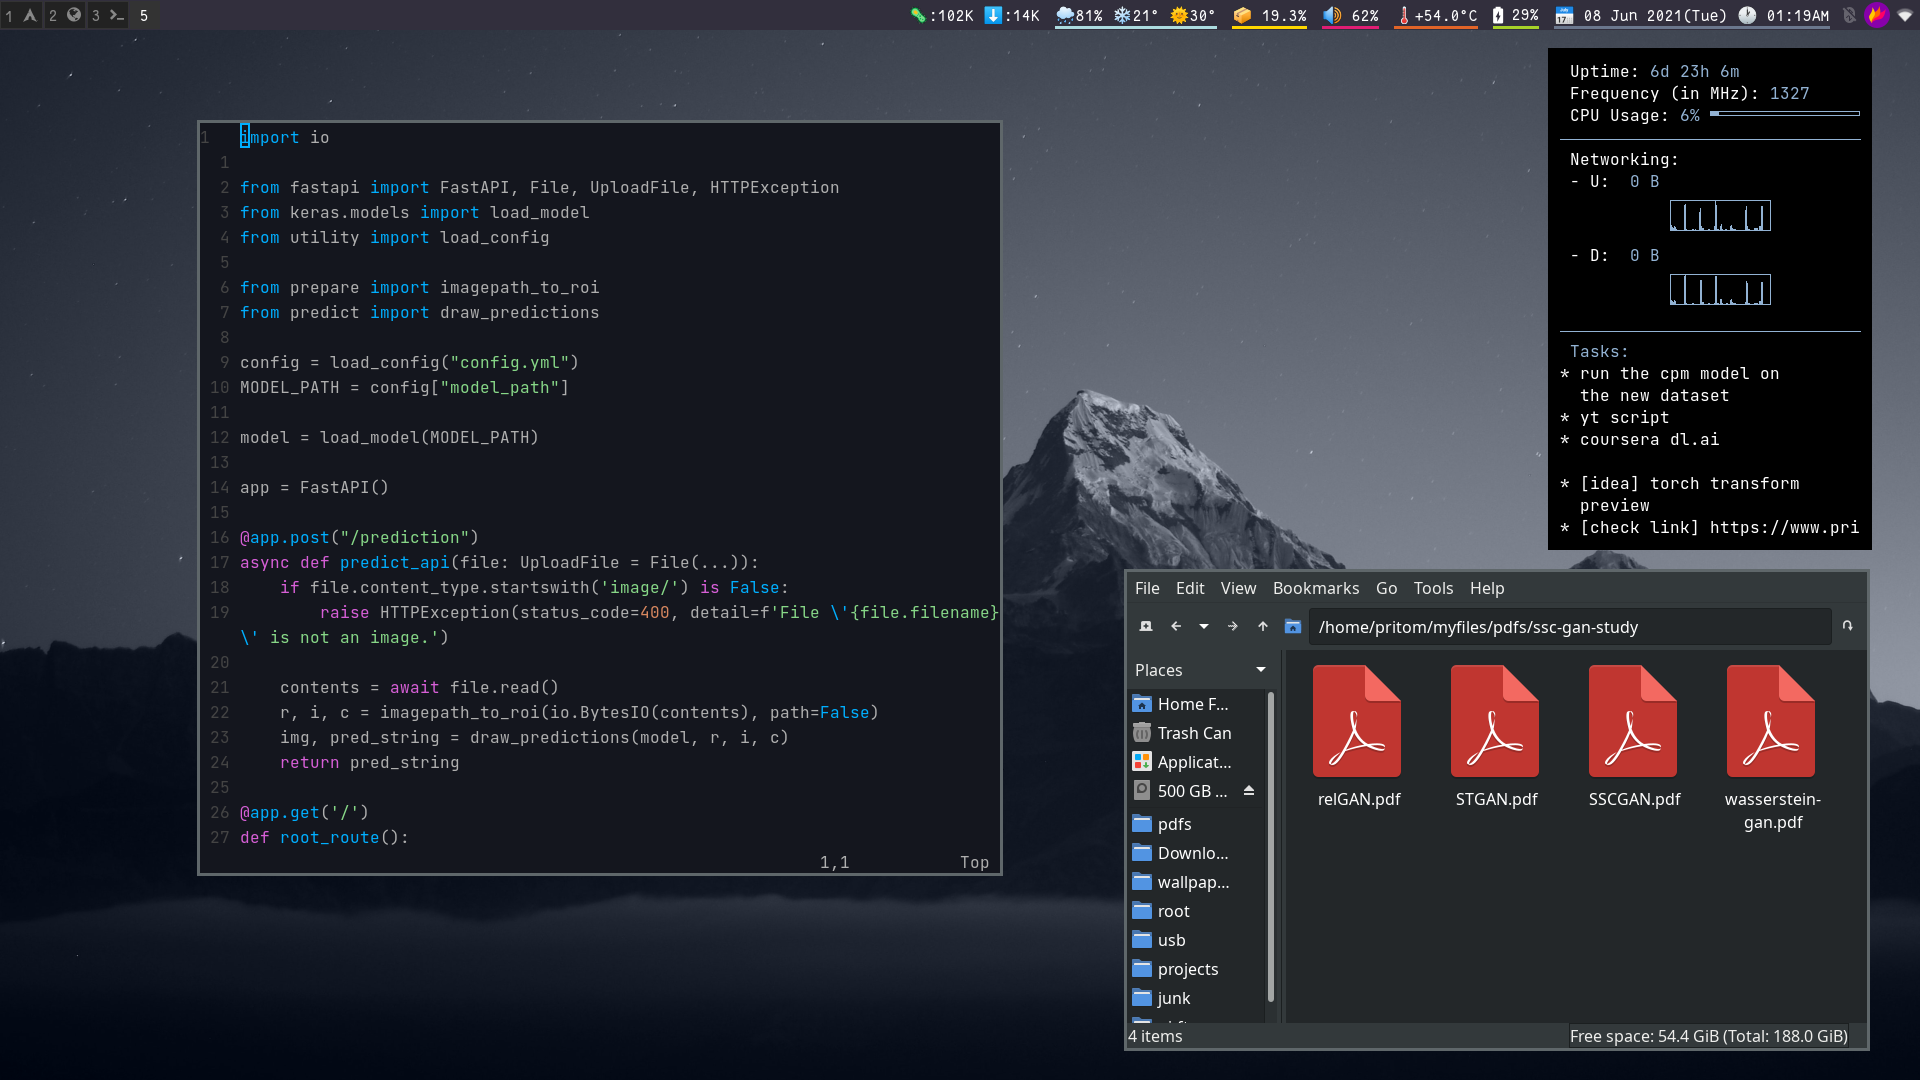 1 2 3 5 :102K :14K 81% 21° 30° 19.3% 62% +54.0°C 29% 08 Jun 2021(Tue) 01:19AM
Uptime: 6d 23h 6m
Frequency (in MHz): 1327
CPU Usage: 6%
Networking:
- U: 0 B
- D: 0 B
Tasks:
* run the cpm model on
the new dataset
* yt script
* coursera dl.ai
* [idea] torch transform
preview
* [check link] https://www.pri
1 import io
1
2 from fastapi import FastAPI, File, UploadFile, HTTPException
3 from keras.models import load_model
4 from utility import load_config
5
6 from prepare import imagepath_to_roi
7 from predict import draw_predictions
8
9 config = load_config("config.yml")
10 MODEL_PATH = config["model_path"]
11
12 model = load_model(MODEL_PATH)
13
14 app = FastAPI()
15
16 @app.post("/prediction")
17 async def predict_api(file: UploadFile = File(...)):
18     if file.content_type.startswith('image/') is False:
19         raise HTTPException(status_code=400, detail=f'File \'{file.filename}
\' is not an image.')
20
21     contents = await file.read()
22     r, i, c = imagepath_to_roi(io.BytesIO(contents), path=False)
23     img, pred_string = draw_predictions(model, r, i, c)
24     return pred_string
25
26 @app.get('/')
27 def root_route():
1,1 Top
File Edit View Bookmarks Go Tools Help
/home/pritom/myfiles/pdfs/ssc-gan-study
Places
Home F...
Trash Can
Applicat...
500 GB ...
pdfs
Downlo...
wallpap...
root
usb
projects
junk
relGAN.pdf STGAN.pdf SSCGAN.pdf wasserstein-
gan.pdf
4 items Free space: 54.4 GiB (Total: 188.0 GiB)